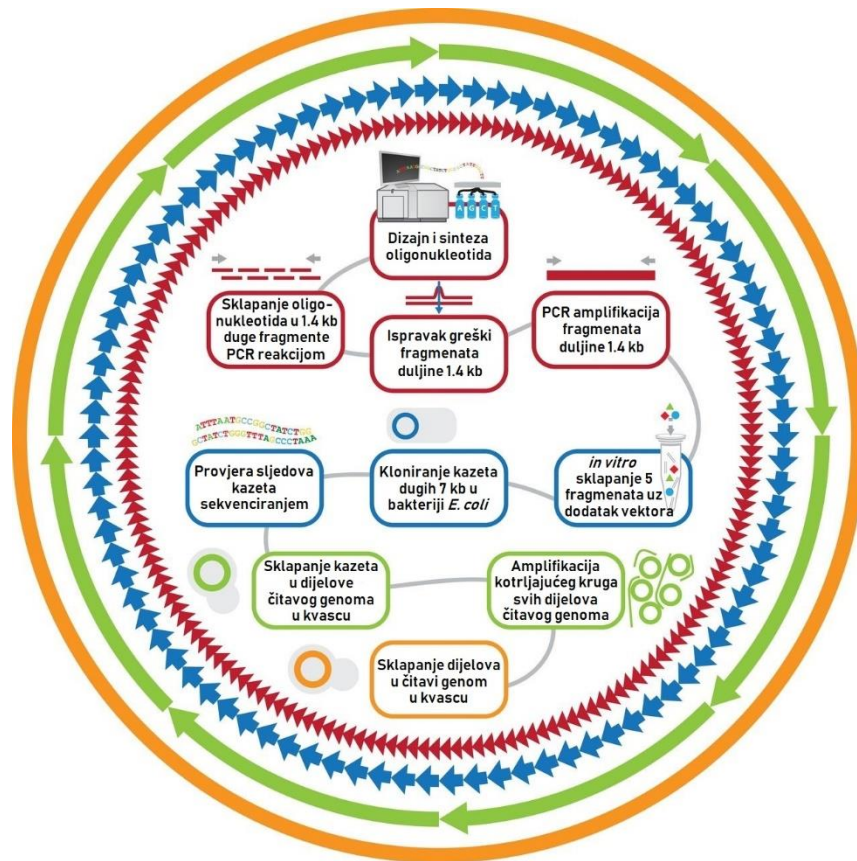 A G C T
Dizajn i sinteza
oligonukleotida
Sklapanje oligo-
nukleotida u 1.4 kb
duge fragmente
PCR reakcijom
Ispravak greški
fragmenata
duljine 1.4 kb
PCR amplifikacija
fragmenata
duljine 1.4 kb
ATTTAATGCCGGCTATCTGG
GCTATCTGGGTTTAGCCCTAAA
Provjera sljedova
kazeta
sekvenciranjem
Kloniranje kazeta
dugih 7 kb u
bakteriji E. coli
in vitro
sklapanje 5
fragmenata uz
dodatak vektora
Sklapanje kazeta
u dijelove
čitavog genoma
u kvascu
Amplifikacija
kotrljajućeg kruga
svih dijelova
čitavog genoma
Sklapanje dijelova
u čitavi genom
u kvascu